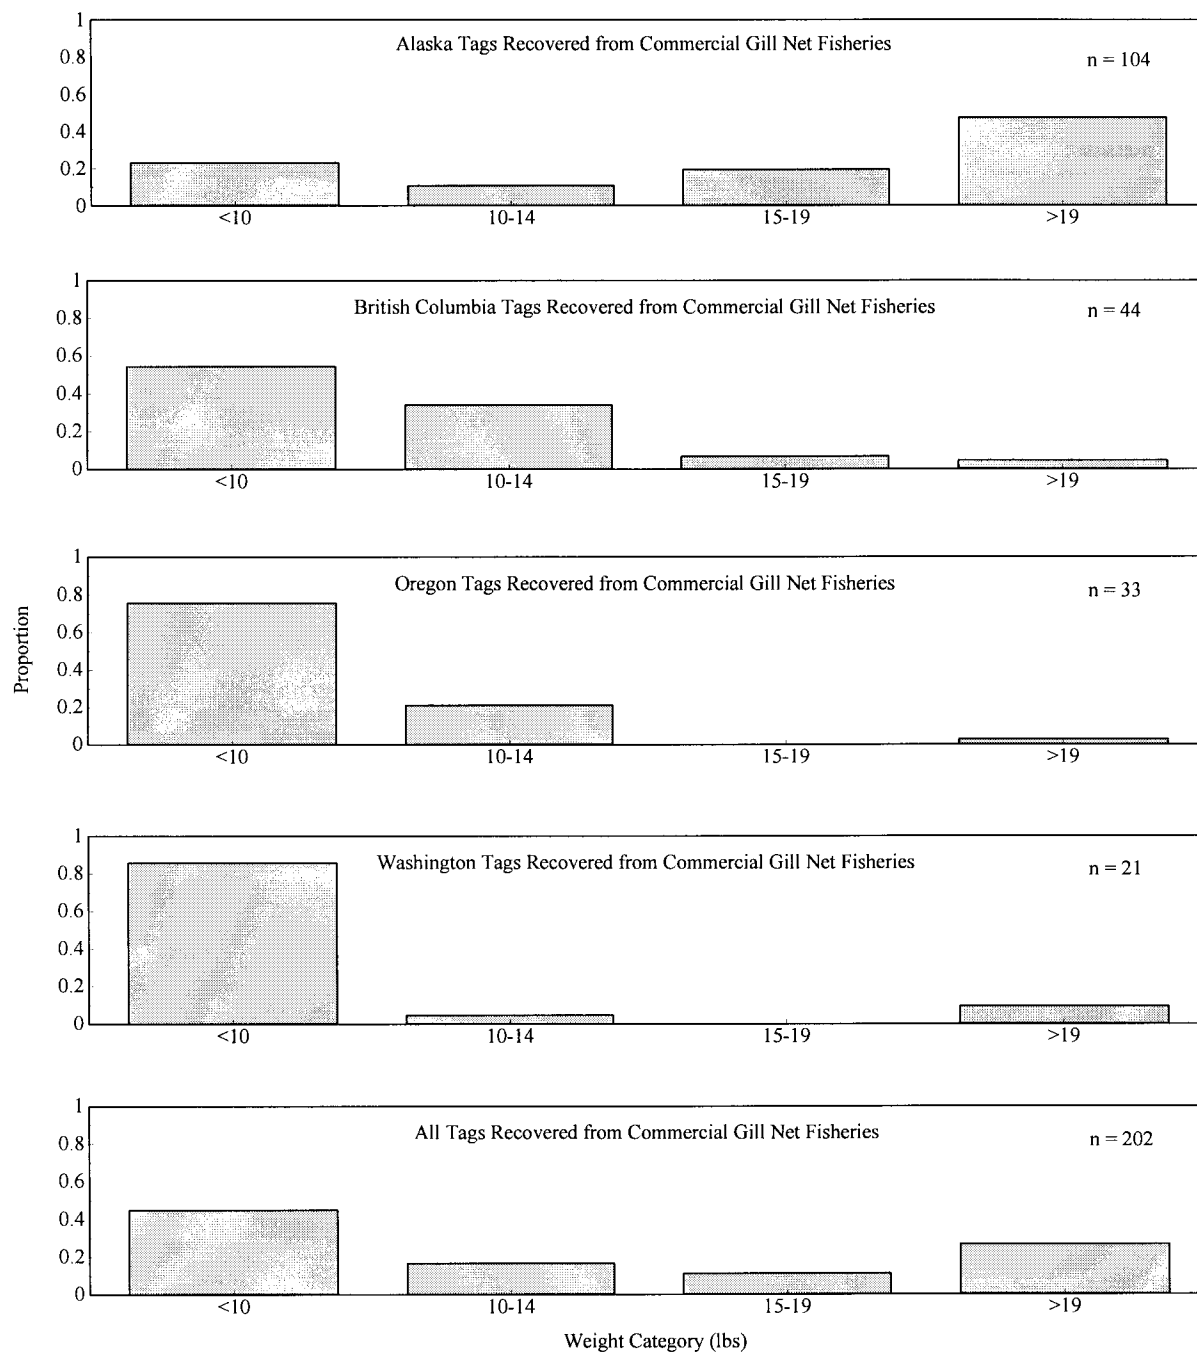 Alaska Tags Recovered from Commercial Gill Net Fisheries
n = 104
1
0.8
0.6
0.4
0.2
0
<10 10-14 15-19 >19
British Columbia Tags Recovered from Commercial Gill Net Fisheries
n = 44
1
0.8
0.6
0.4
0.2
0
<10 10-14 15-19 >19
Oregon Tags Recovered from Commercial Gill Net Fisheries
n = 33
1
0.8
0.6
0.4
0.2
0
<10 10-14 15-19 >19
Proportion
Washington Tags Recovered from Commercial Gill Net Fisheries
n = 21
1
0.8
0.6
0.4
0.2
0
<10 10-14 15-19 >19
All Tags Recovered from Commercial Gill Net Fisheries
n = 202
1
0.8
0.6
0.4
0.2
0
<10 10-14 15-19 >19
Weight Category (lbs)